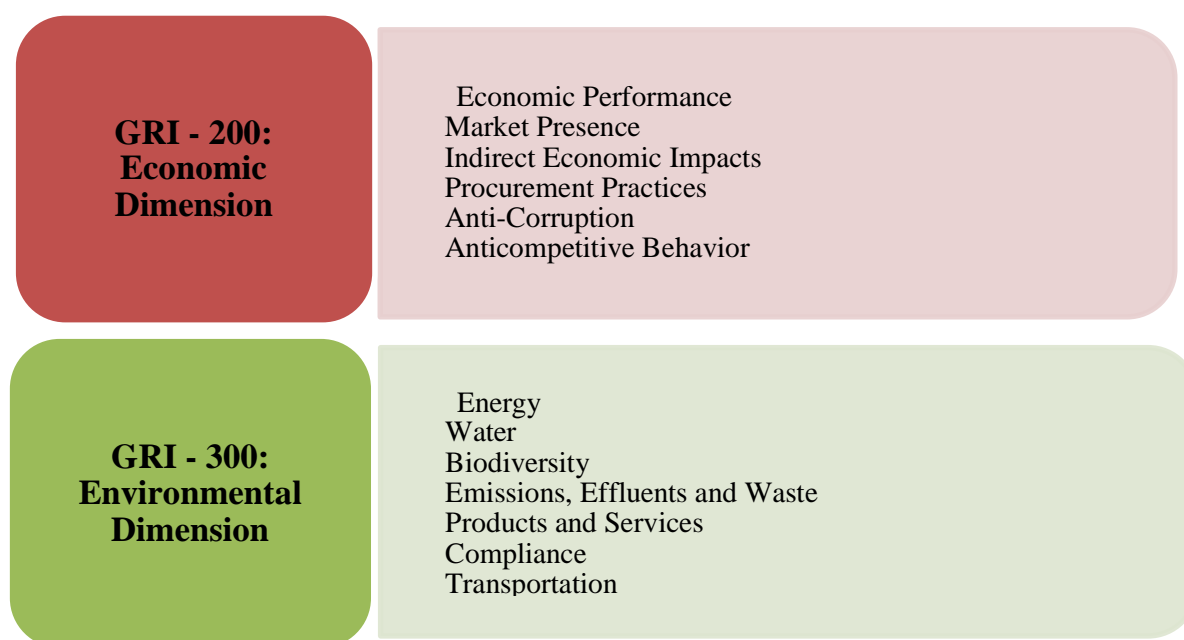 GRI - 200:
Economic
Dimension
Economic Performance
Market Presence
Indirect Economic Impacts
Procurement Practices
Anti-Corruption
Anticompetitive Behavior
GRI - 300:
Environmental
Dimension
Energy
Water
Biodiversity
Emissions, Effluents and Waste
Products and Services
Compliance
Transportation